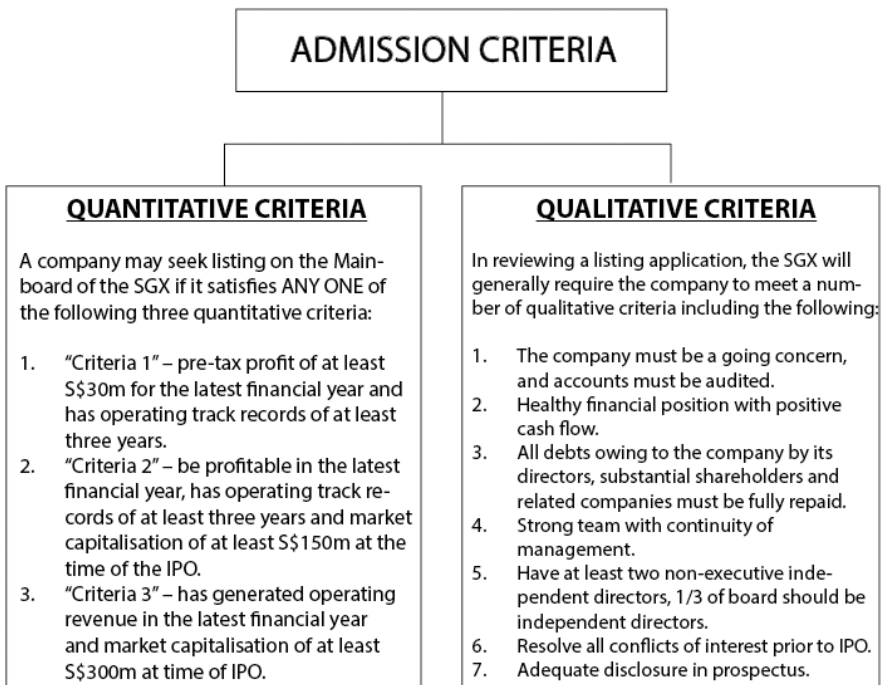 ADMISSION CRITERIA
QUANTITATIVE CRITERIA
A company may seek listing on the Main-
board of the SGX if it satisfies ANY ONE of
the following three quantitative criteria:
1. “Criteria 1” – pre-tax profit of at least
S$30m for the latest financial year and
has operating track records of at least
three years.
2. “Criteria 2” – be profitable in the latest
financial year, has operating track re-
cords of at least three years and market
capitalisation of at least S$150m at the
time of the IPO.
3. “Criteria 3” – has generated operating
revenue in the latest financial year
and market capitalisation of at least
S$300m at time of IPO.
QUALITATIVE CRITERIA
In reviewing a listing application, the SGX will
generally require the company to meet a num-
ber of qualitative criteria including the following:
1. The company must be a going concern,
and accounts must be audited.
2. Healthy financial position with positive
cash flow.
3. All debts owing to the company by its
directors, substantial shareholders and
related companies must be fully repaid.
4. Strong team with continuity of
management.
5. Have at least two non-executive inde-
pendent directors, 1/3 of board should be
independent directors.
6. Resolve all conflicts of interest prior to IPO.
7. Adequate disclosure in prospectus.